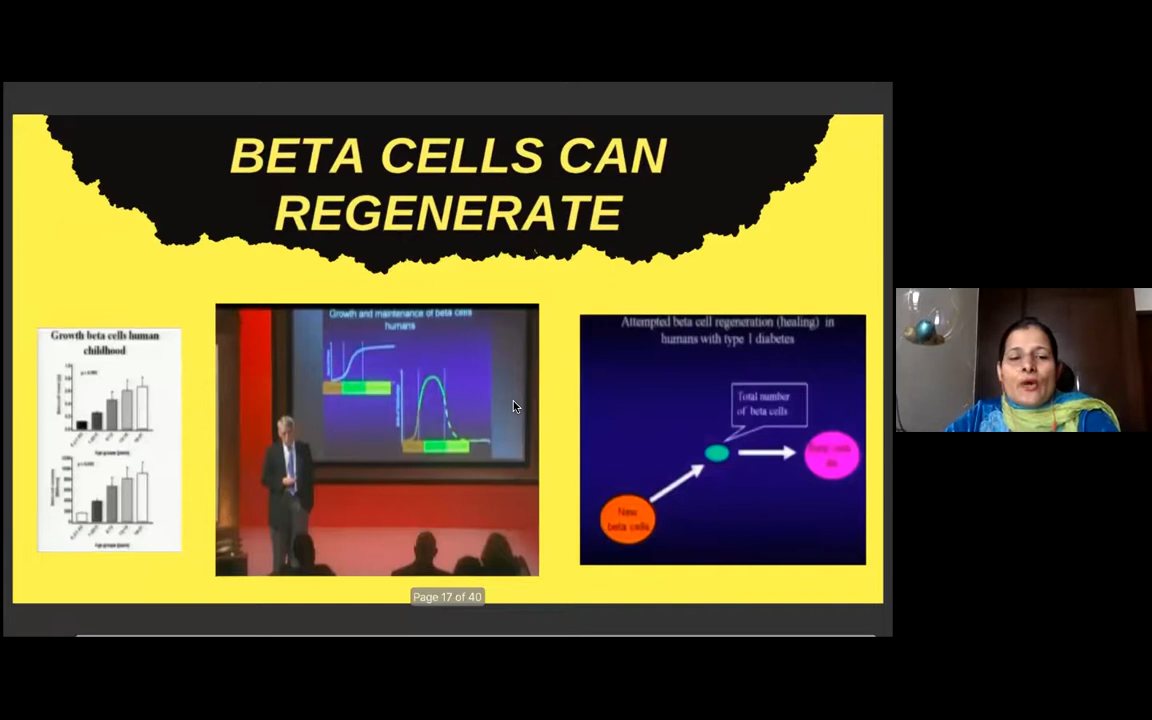 BETA CELLS CAN
REGENERATE
Growth beta cells human
childhood
Growth and maintenance of beta cells
humans
Attempted beta cell regeneration (healing) in
humans with type 1 diabetes
Total number
of beta cells
New
beta cells
Page 17 of 40